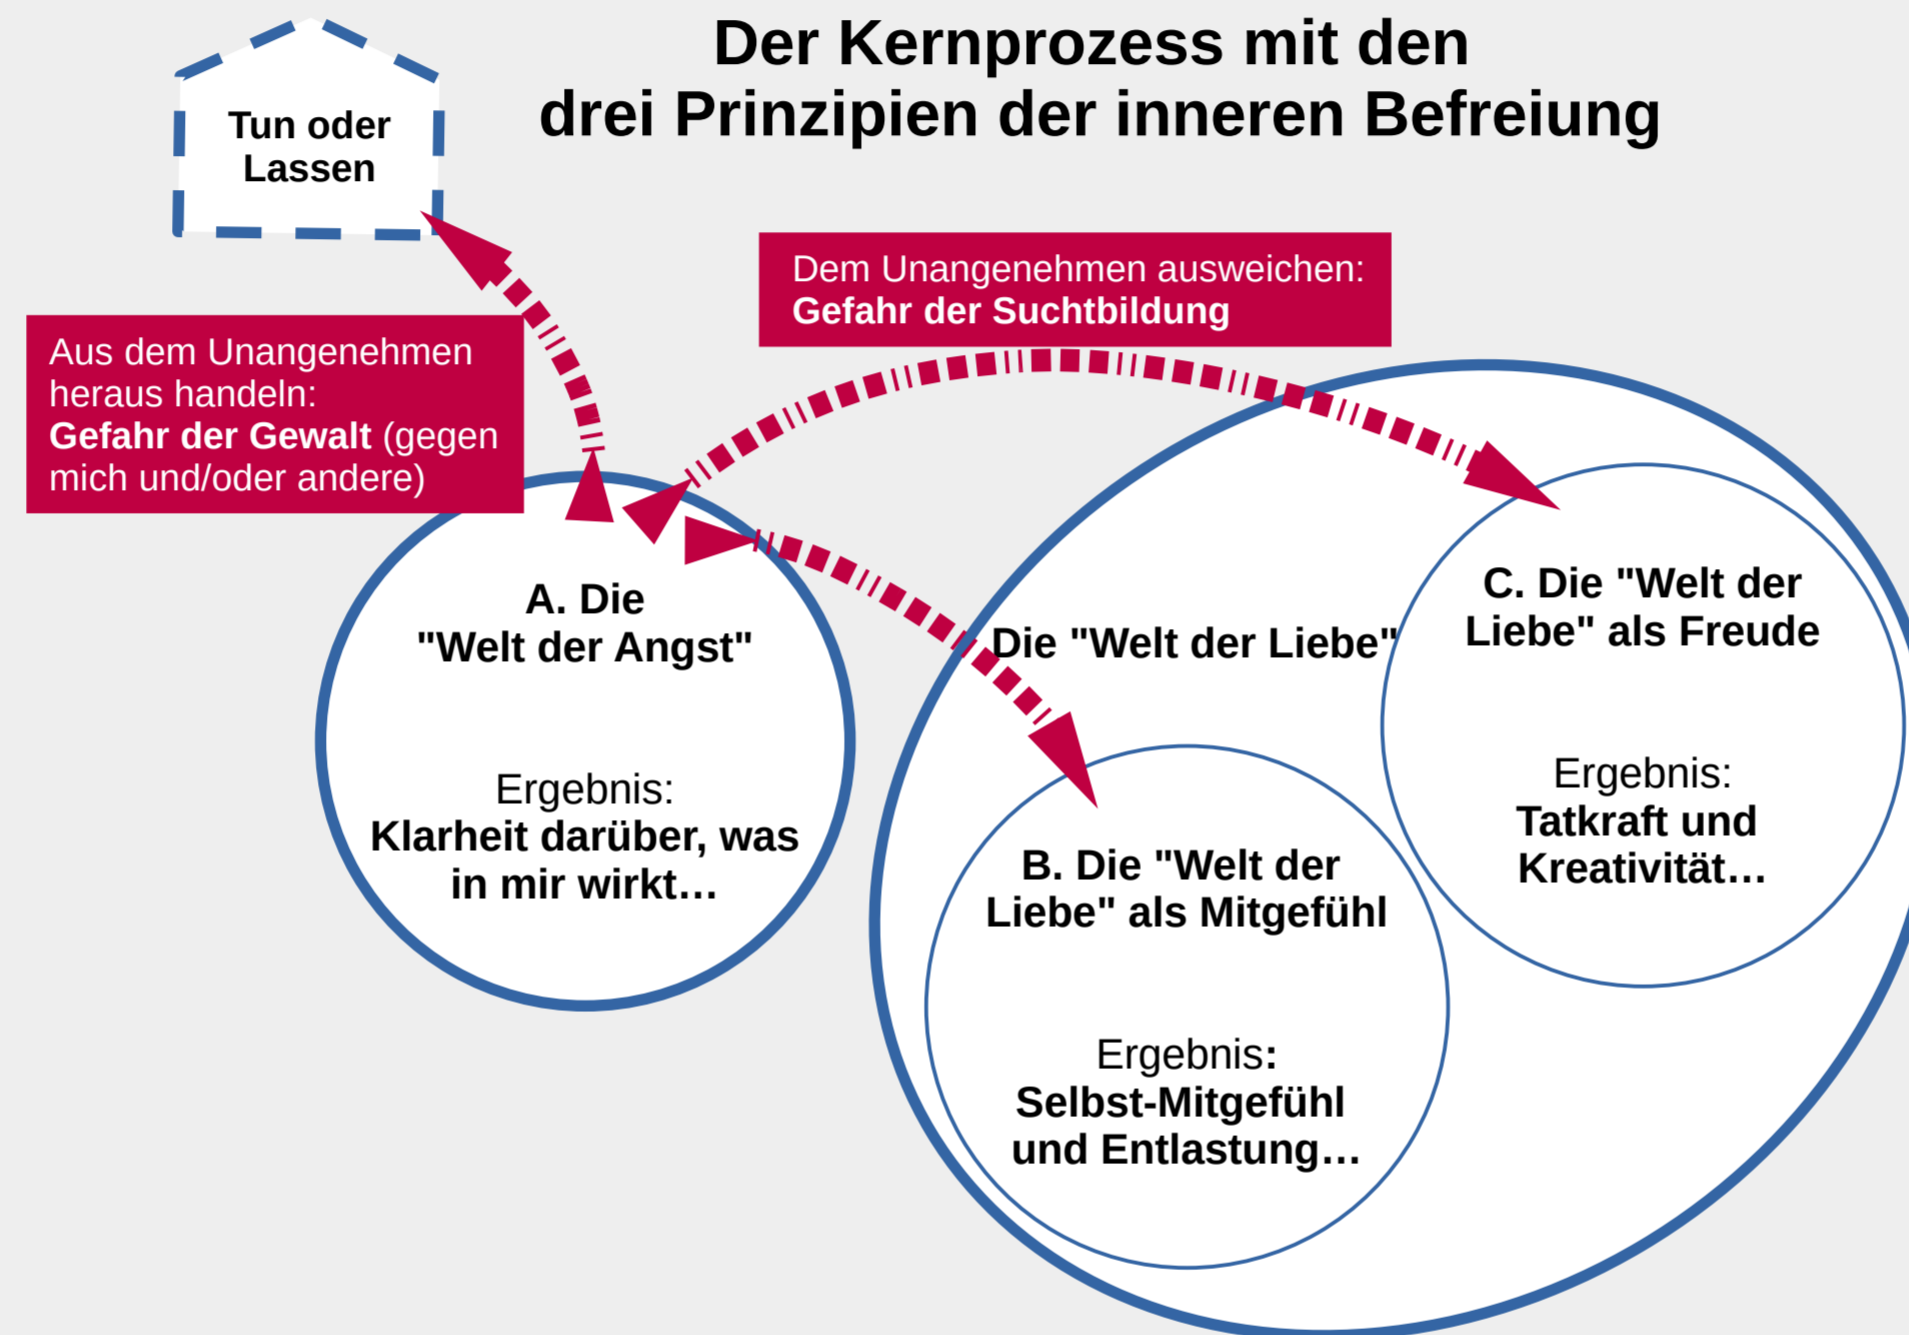 Der Kernprozess mit den
drei Prinzipien der inneren Befreiung
Tun oder
Lassen
Dem Unangenehmen ausweichen:
Gefahr der Suchtbildung
Aus dem Unangenehmen
heraus handeln:
Gefahr der Gewalt (gegen
mich und/oder andere)
A. Die
"Welt der Angst"
Ergebnis:
Klarheit darüber, was
in mir wirkt…
Die "Welt der Liebe"
C. Die "Welt der
Liebe" als Freude
Ergebnis:
Tatkraft und
Kreativität…
B. Die "Welt der
Liebe" als Mitgefühl
Ergebnis:
Selbst-Mitgefühl
und Entlastung…